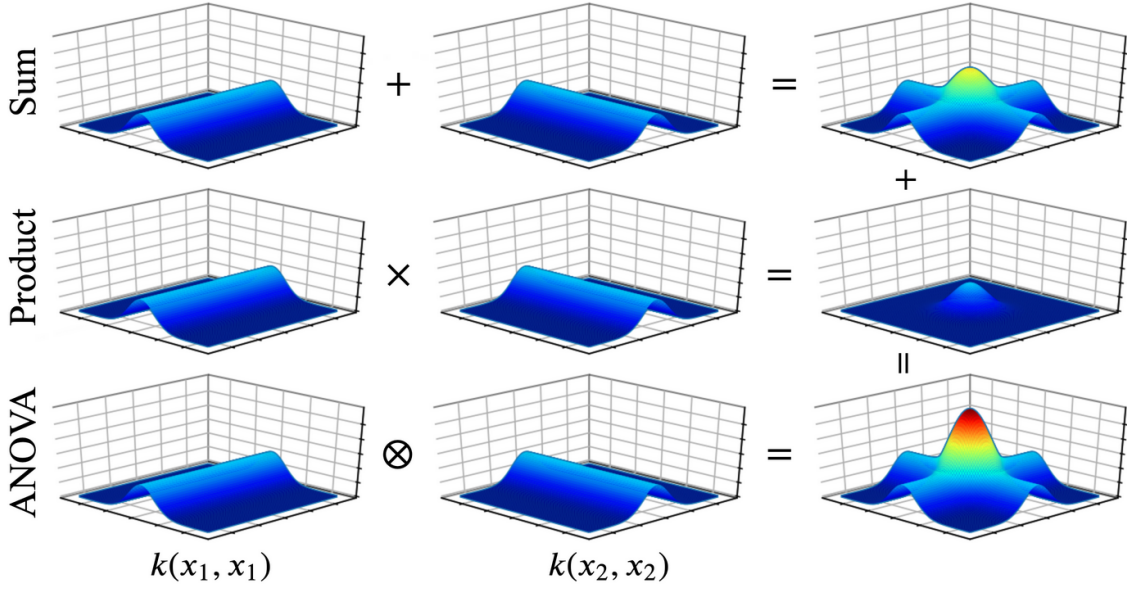 Sum + =
+
Product × =
=
ANOVA ⊗ =
k(x₁, x₁) k(x₂, x₂)